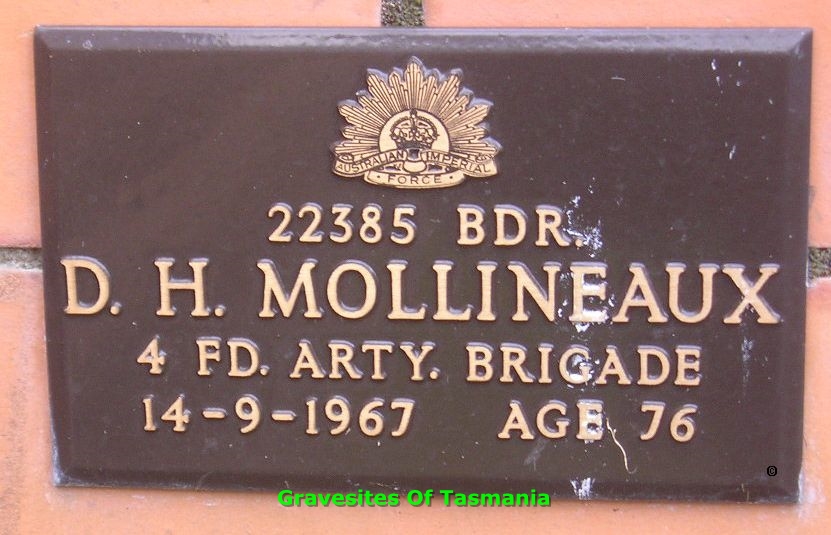 AUSTRALIAN IMPERIAL
· FORCE ·
22385 BDR.
D. H. MOLLINEAUX
4 FD. ARTY. BRIGADE
14-9-1967 AGE 76
©
Gravesites Of Tasmania